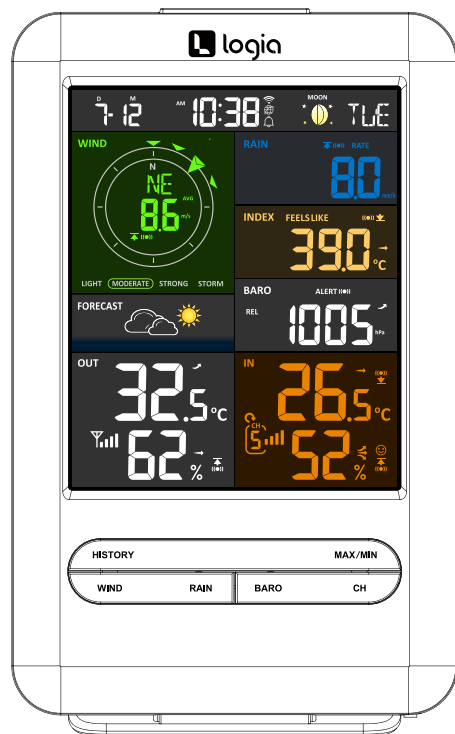 logia
D M
7-12 AM 10:38 MOON TUE
WIND
N
NE
AVG
8.6 m/s
LIGHT MODERATE STRONG STORM
RAIN RATE
8.0 mm/h
INDEX FEELS LIKE
39.0 °C
BARO ALERT
REL
1005 hPa
FORECAST
OUT
32.5 °C
62 %
IN
26.5 °C
CH
5
52 %
HISTORY MAX/MIN
WIND RAIN BARO CH